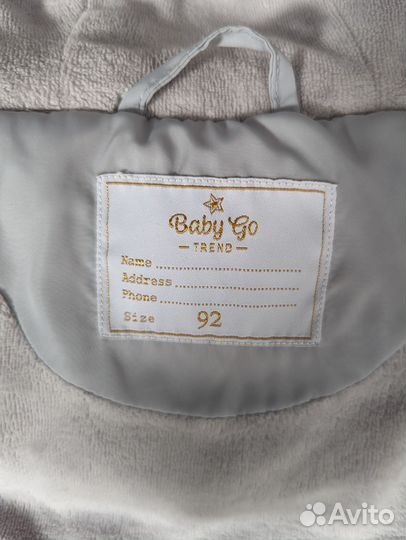 Baby Go
— TREND —
Name
Address
Phone
Size 92
Avito